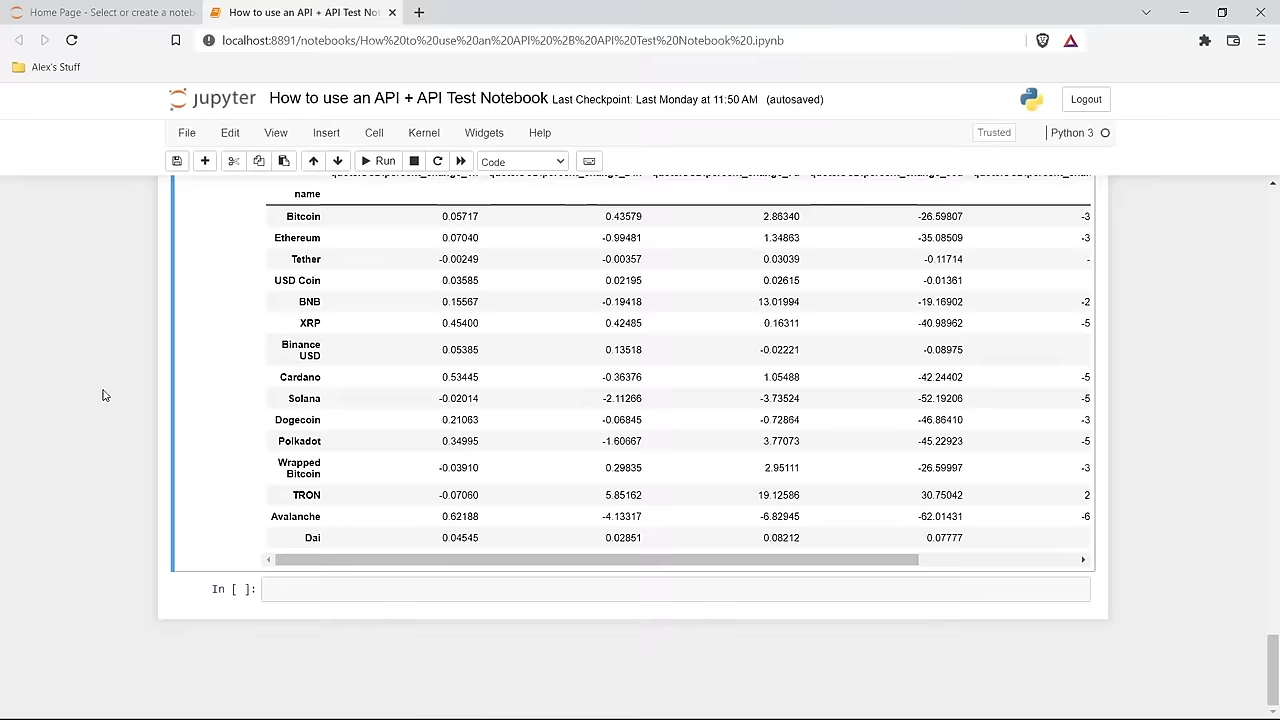 Home Page - Select or create a noteb
How to use an API + API Test No
localhost:8891/notebooks/How%20to%20use%20an%20API%20%2B%20API%20Test%20Notebook%20.ipynb
Alex's Stuff
jupyter How to use an API + API Test Notebook Last Checkpoint: Last Monday at 11:50 AM (autosaved)
Logout
File Edit View Insert Cell Kernel Widgets Help Trusted Python 3
Run Code
name
Bitcoin 0.05717 0.43579 2.86340 -26.59807 -3
Ethereum 0.07040 -0.99481 1.34863 -35.08509 -3
Tether -0.00249 -0.00357 0.03039 -0.11714 -
USD Coin 0.03585 0.02195 0.02615 -0.01361
BNB 0.15567 -0.19418 13.01994 -19.16902 -2
XRP 0.45400 0.42485 0.16311 -40.98962 -5
Binance
USD 0.05385 0.13518 -0.02221 -0.08975
Cardano 0.53445 -0.36376 1.05488 -42.24402 -5
Solana -0.02014 -2.11266 -3.73524 -52.19206 -5
Dogecoin 0.21063 -0.06845 -0.72864 -46.86410 -3
Polkadot 0.34995 -1.60667 3.77073 -45.22923 -5
Wrapped
Bitcoin -0.03910 0.29835 2.95111 -26.59997 -3
TRON -0.07060 5.85162 19.12586 30.75042 2
Avalanche 0.62188 -4.13317 -6.82945 -62.01431 -6
Dai 0.04545 0.02851 0.08212 0.07777
In [ ]: